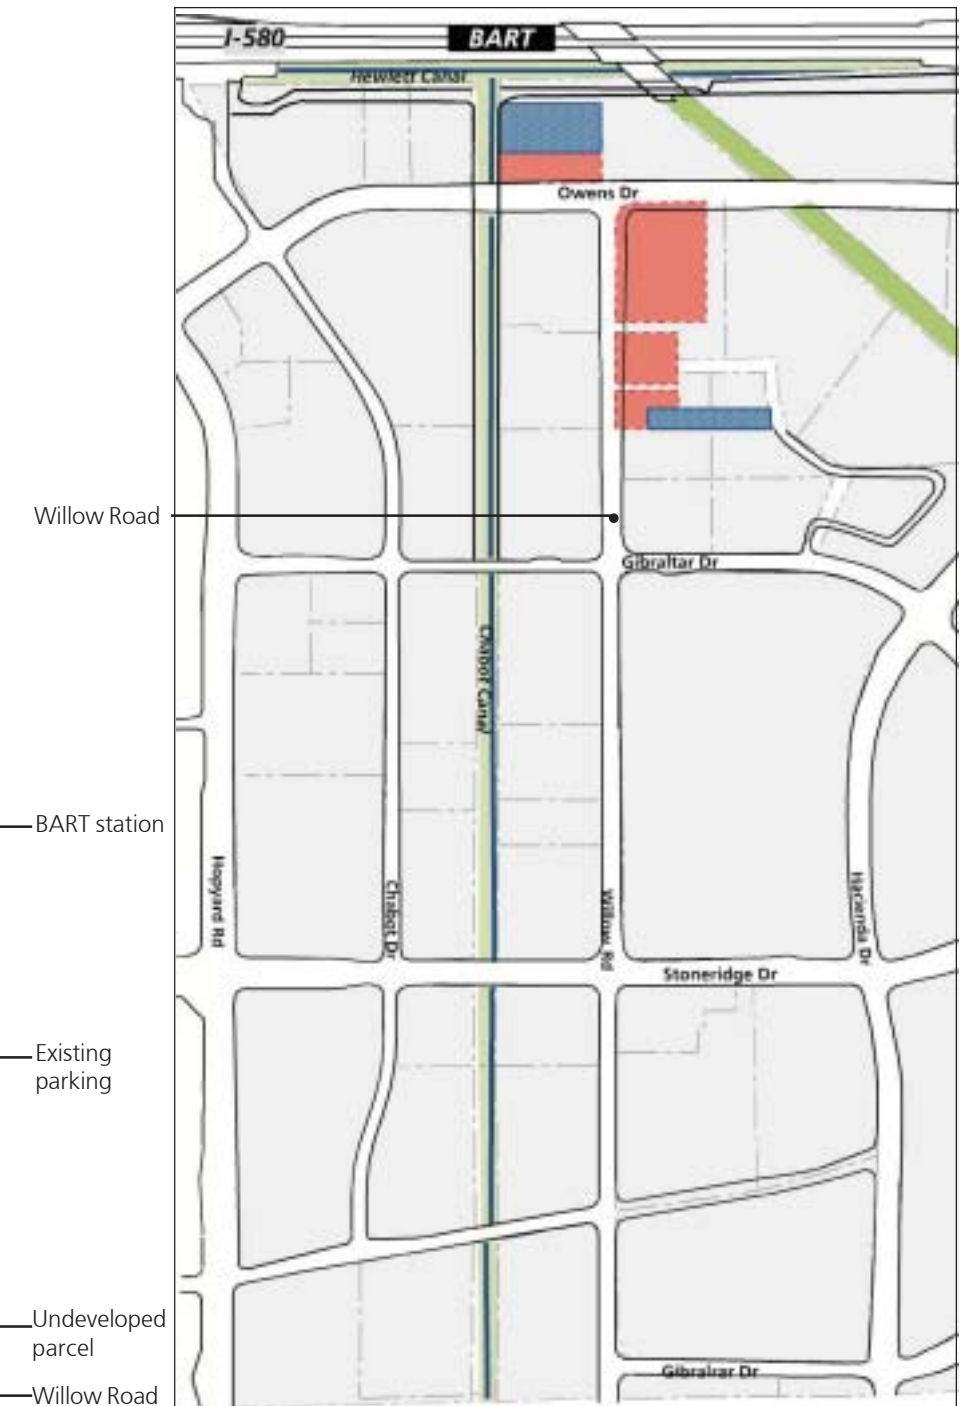 I-580
BART
Hewlett Canal
Owens Dr
Willow Road
Gibraltar Dr
Chabot Canal
BART station
Hopyard Rd
Chabot Dr
Willow Rd
Hacienda Dr
Stoneridge Dr
Existing
parking
Undeveloped
parcel
Gibralrar Dr
Willow Road